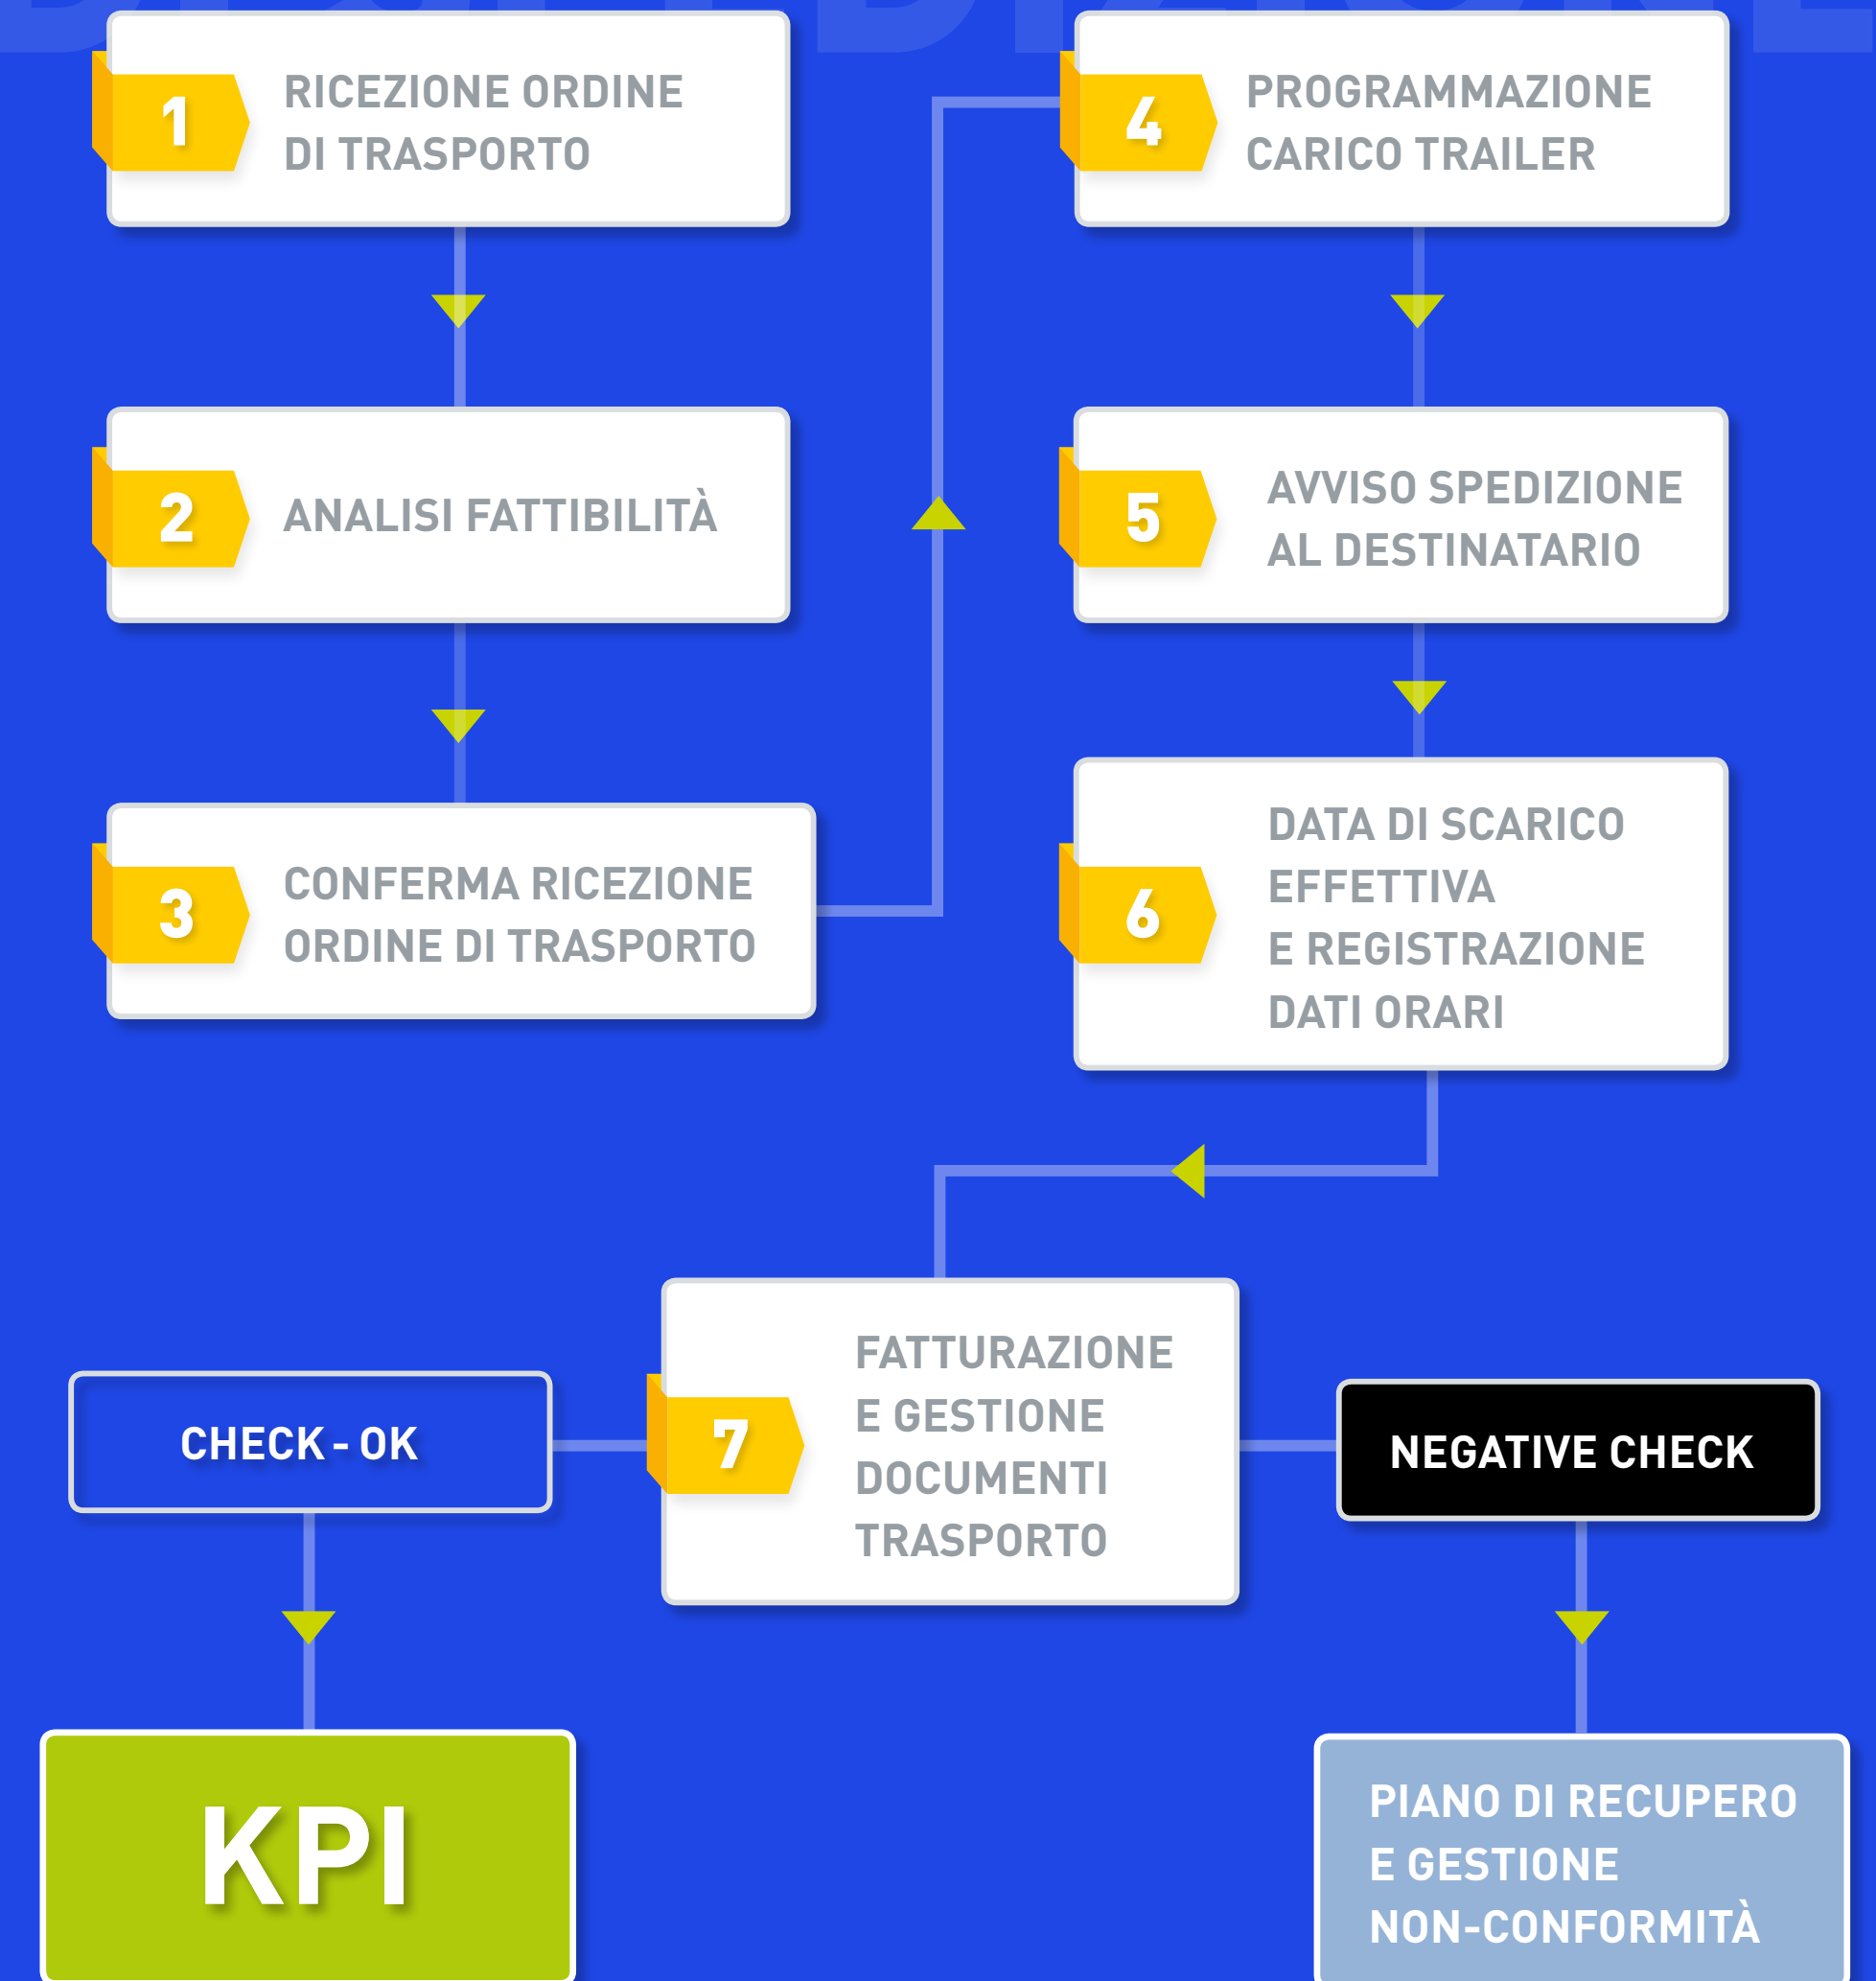 1
RICEZIONE ORDINE
DI TRASPORTO
2
ANALISI FATTIBILITÀ
3
CONFERMA RICEZIONE
ORDINE DI TRASPORTO
4
PROGRAMMAZIONE
CARICO TRAILER
5
AVVISO SPEDIZIONE
AL DESTINATARIO
6
DATA DI SCARICO
EFFETTIVA
E REGISTRAZIONE
DATI ORARI
7
FATTURAZIONE
E GESTIONE
DOCUMENTI
TRASPORTO
CHECK - OK
NEGATIVE CHECK
KPI
PIANO DI RECUPERO
E GESTIONE
NON-CONFORMITÀ